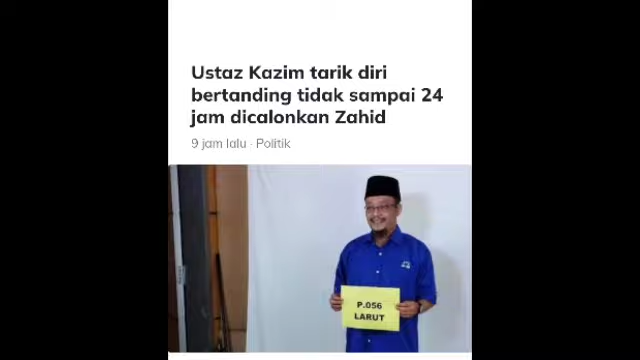 Ustaz Kazim tarik diri
bertanding tidak sampai 24
jam dicalonkan Zahid
9 jam lalu · Politik
P.056
LARUT